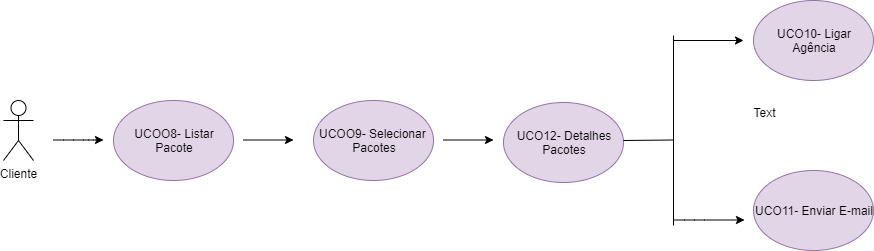 Cliente
UCOO8- Listar
Pacote
UCOO9- Selecionar
Pacotes
UCO12- Detalhes
Pacotes
UCO10- Ligar
Agência
Text
UCO11- Enviar E-mail